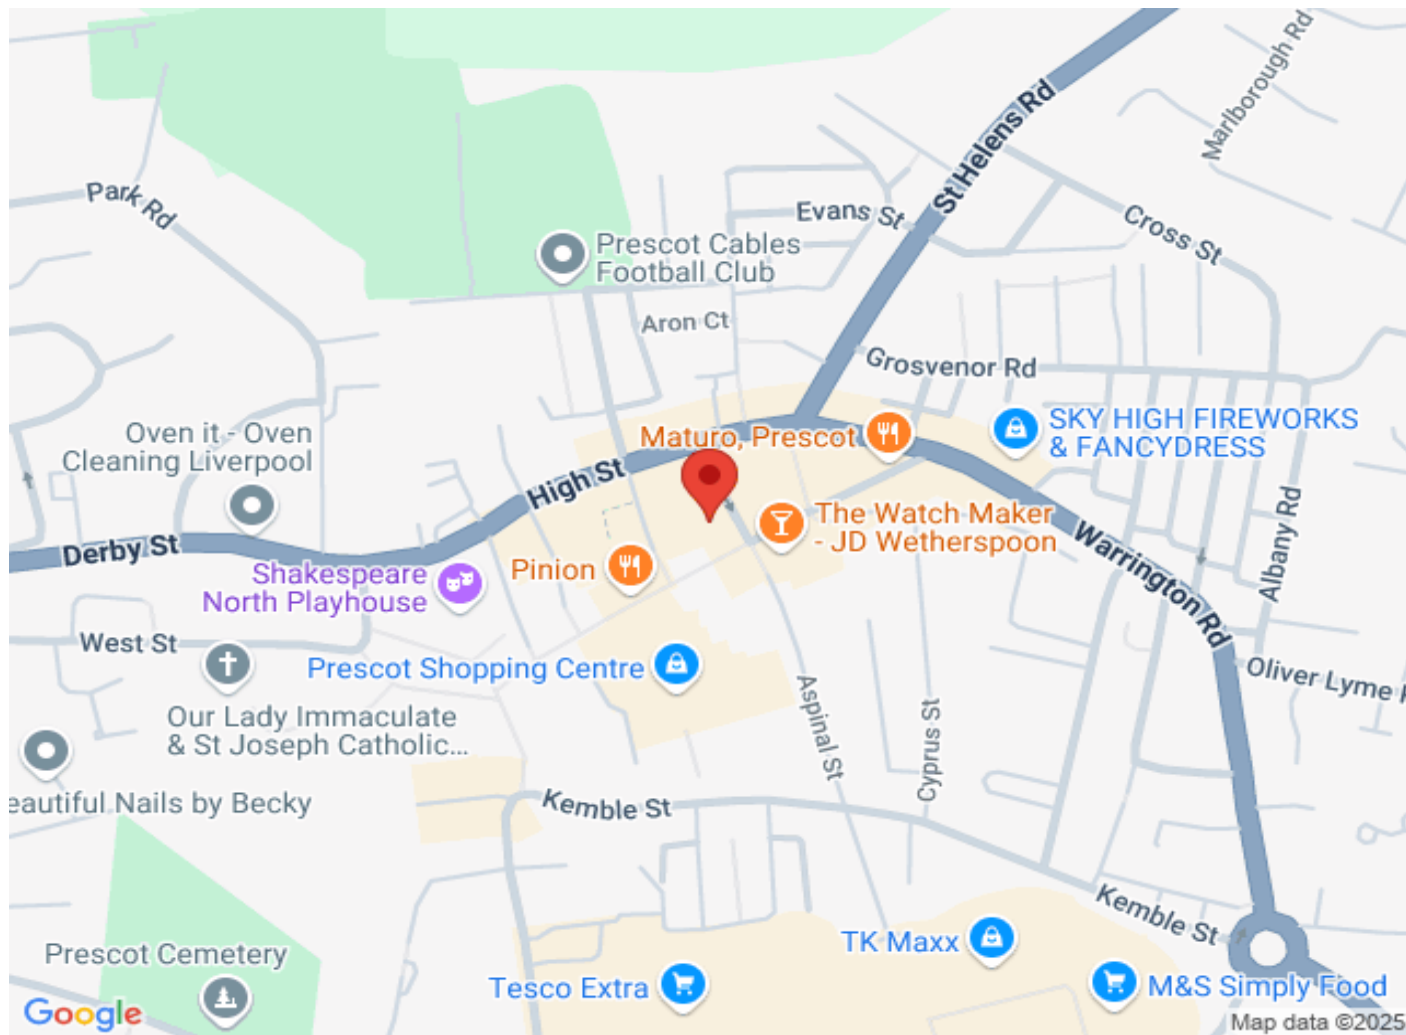 Marlborough Rd
St Helens Rd
Park Rd
Evans St
Cross St
Prescot Cables
Football Club
Aron Ct
Grosvenor Rd
SKY HIGH FIREWORKS
& FANCYDRESS
Maturo, Prescot
Oven it - Oven
Cleaning Liverpool
High St
Derby St
The Watch Maker
- JD Wetherspoon
Warrington Rd
Albany Rd
Pinion
Shakespeare
North Playhouse
West St
Prescot Shopping Centre
Oliver Lyme
Our Lady Immaculate
& St Joseph Catholic...
Aspinal St
Cyprus St
eautiful Nails by Becky
Kemble St
Kemble St
Prescot Cemetery
TK Maxx
Tesco Extra
M&S Simply Food
Google
Map data ©2025